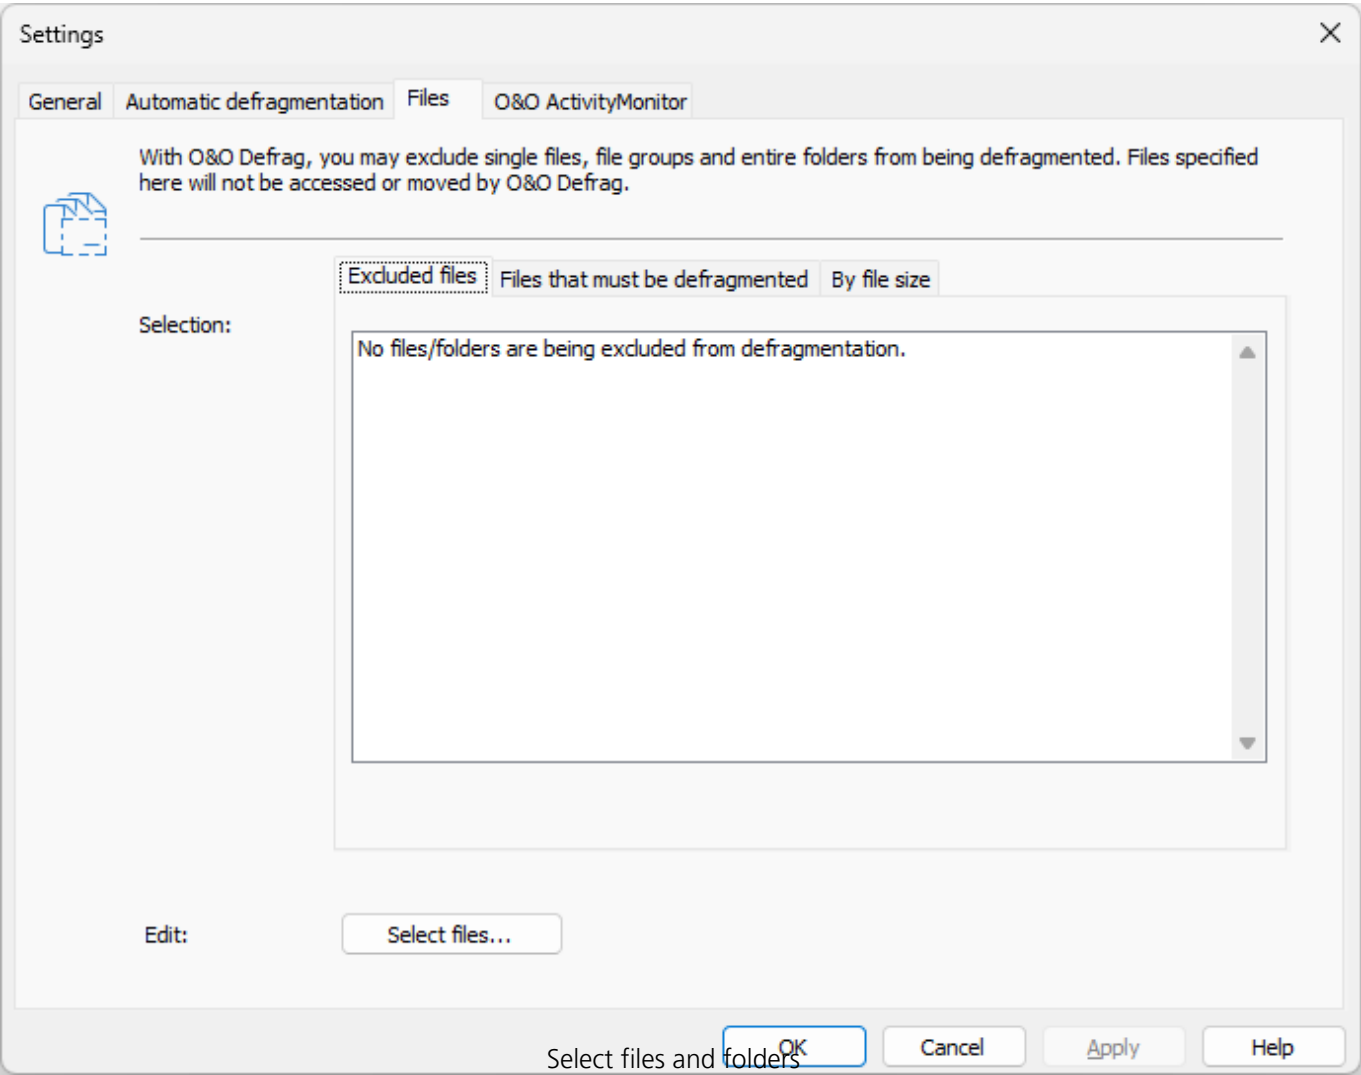 Settings
General Automatic defragmentation Files O&O ActivityMonitor
With O&O Defrag, you may exclude single files, file groups and entire folders from being defragmented. Files specified
here will not be accessed or moved by O&O Defrag.
Excluded files Files that must be defragmented By file size
Selection:
No files/folders are being excluded from defragmentation.
Edit: Select files...
OK Cancel Apply Help
Select files and folders